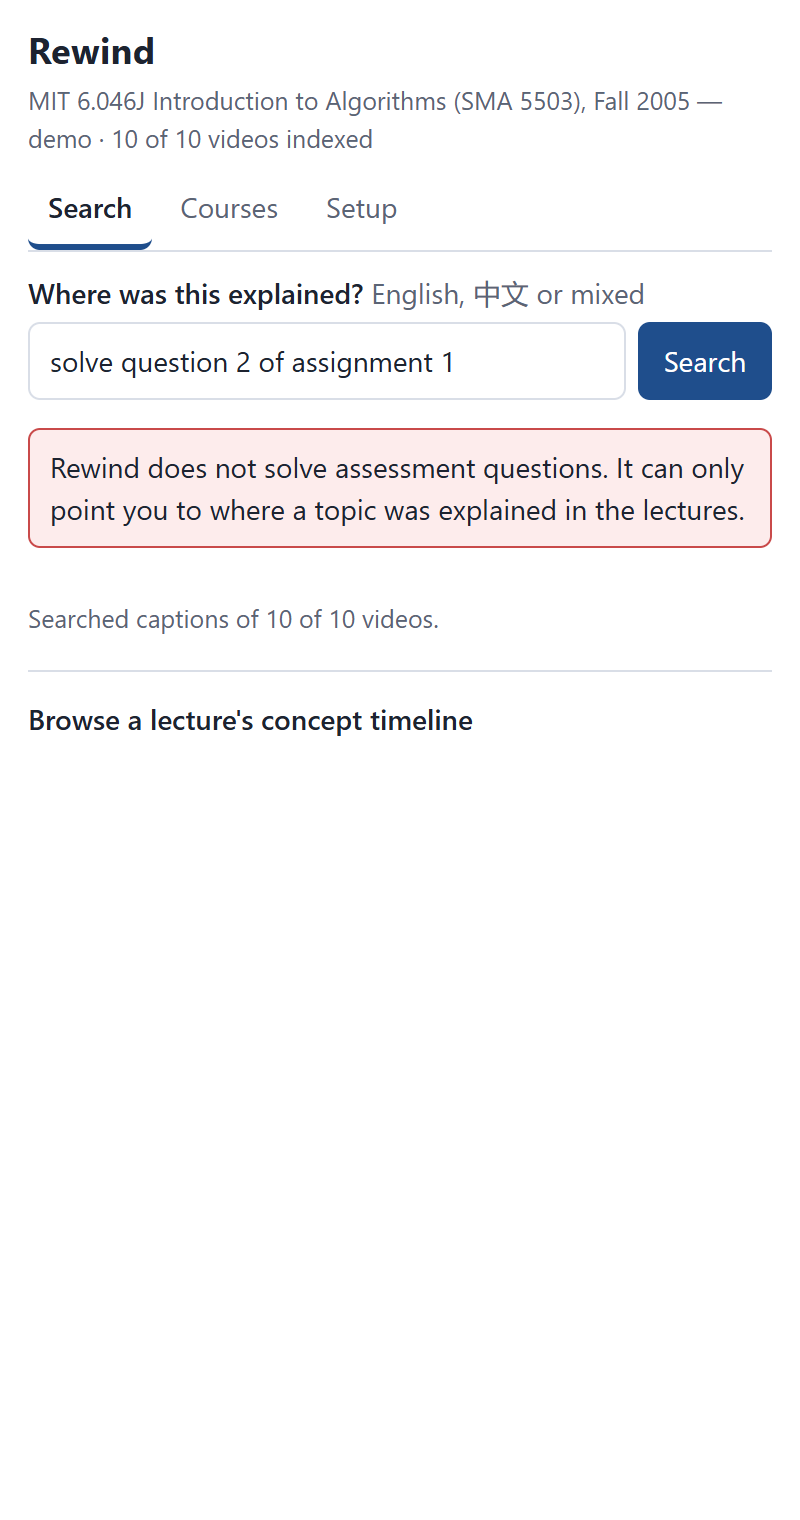 Rewind
MIT 6.046J Introduction to Algorithms (SMA 5503), Fall 2005 —
demo · 10 of 10 videos indexed
Search Courses Setup
Where was this explained? English, 中文 or mixed
solve question 2 of assignment 1 Search
Rewind does not solve assessment questions. It can only
point you to where a topic was explained in the lectures.
Searched captions of 10 of 10 videos.
Browse a lecture's concept timeline